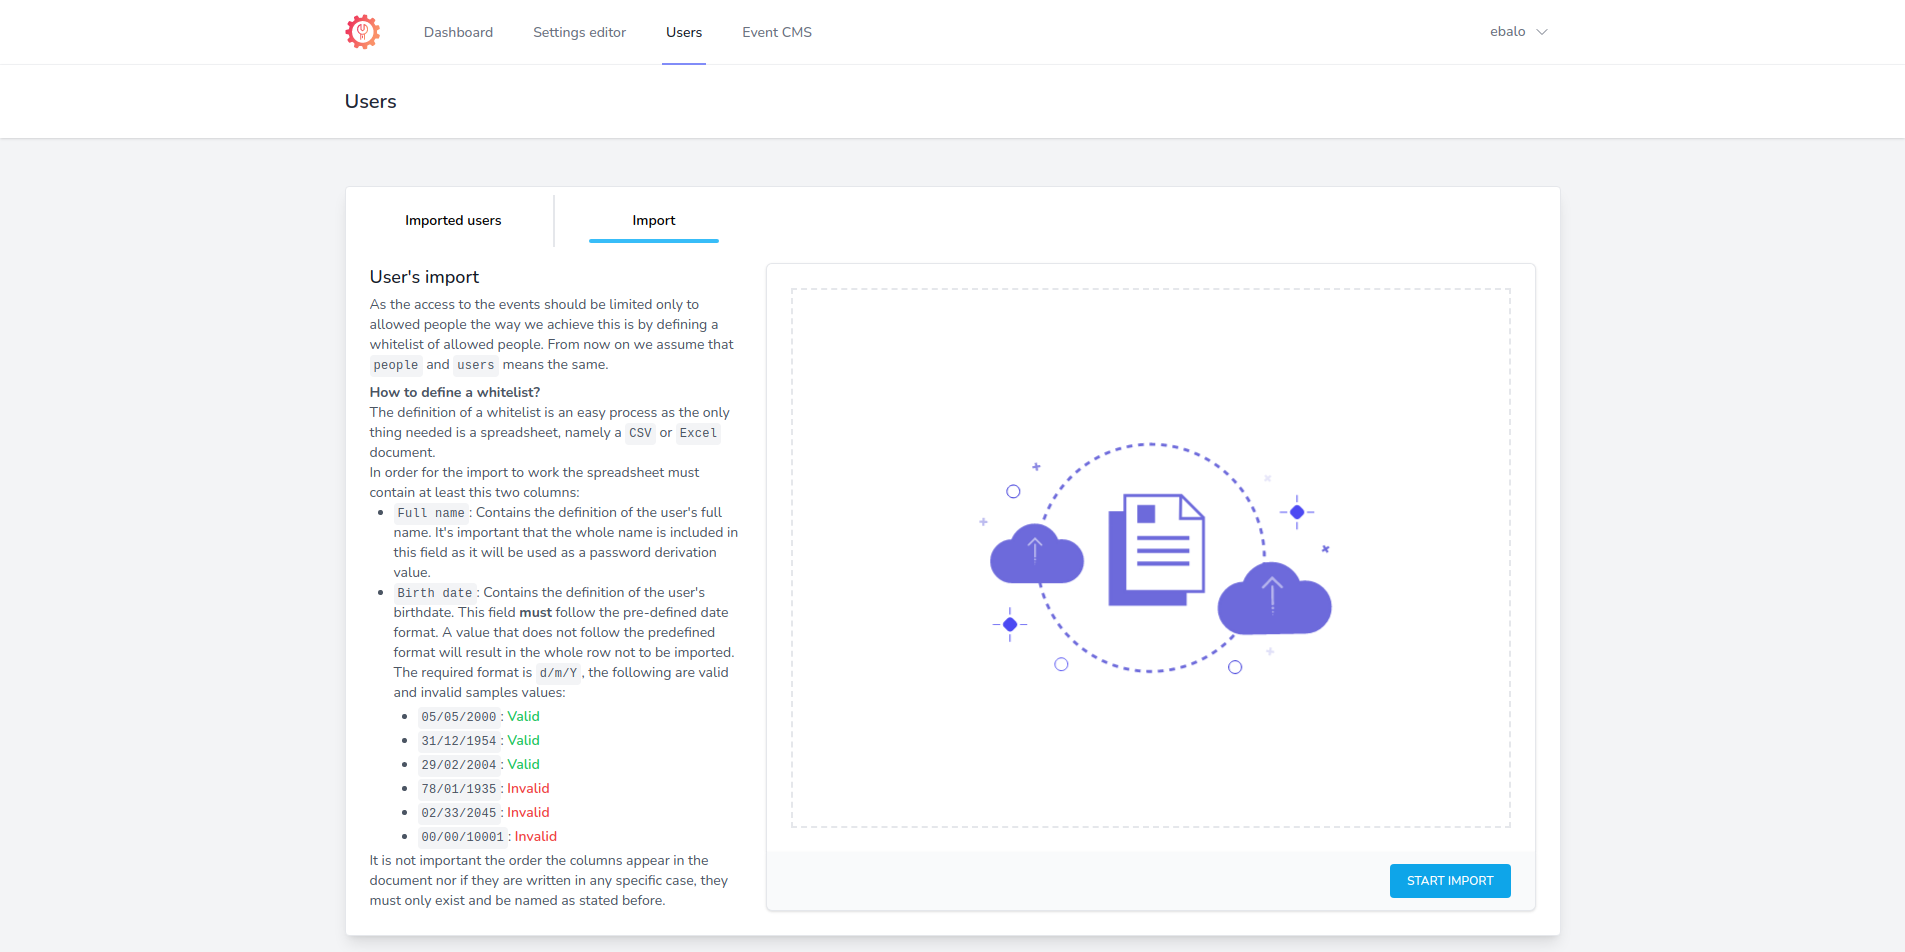 Dashboard
Settings editor
Users
Event CMS
ebalo
Users
Imported users
Import
User's import
As the access to the events should be limited only to
allowed people the way we achieve this is by defining a
whitelist of allowed people. From now on we assume that
people and users means the same.
How to define a whitelist?
The definition of a whitelist is an easy process as the only
thing needed is a spreadsheet, namely a CSV or Excel
document.
In order for the import to work the spreadsheet must
contain at least this two columns:
Full name: Contains the definition of the user's full
name. It's important that the whole name is included in
this field as it will be used as a password derivation
value.
Birth date: Contains the definition of the user's
birthdate. This field must follow the pre-defined date
format. A value that does not follow the predefined
format will result in the whole row not to be imported.
The required format is d/m/Y, the following are valid
and invalid samples values:
05/05/2000: Valid
31/12/1954: Valid
29/02/2004: Valid
78/01/1935: Invalid
02/33/2045: Invalid
00/00/10001: Invalid
It is not important the order the columns appear in the
document nor if they are written in any specific case, they
must only exist and be named as stated before.
START IMPORT